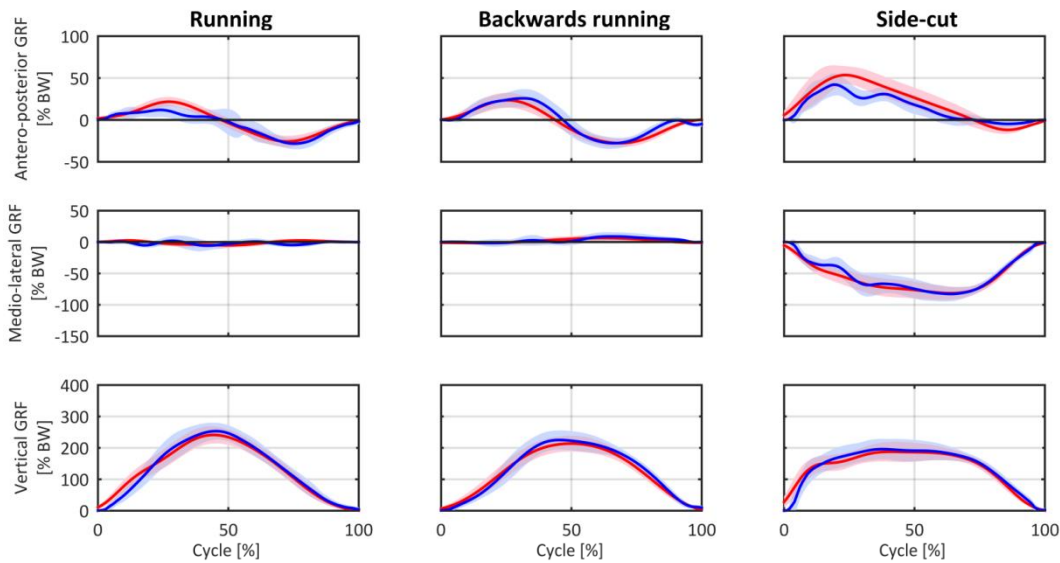 Running Backwards running Side-cut
Antero-posterior GRF
[% BW]
100
50
0
-50
Medio-lateral GRF
[% BW]
50
0
-50
-100
-150
Vertical GRF
[% BW]
400
300
200
100
0
0 50 100 0 50 100 0 50 100
Cycle [%] Cycle [%] Cycle [%]